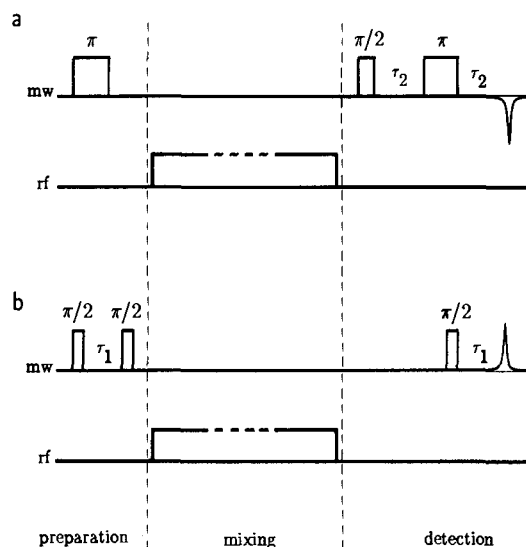 a
π π/2 π
τ2 τ2
mw
rf
b
π/2 π/2 π/2
τ1 τ1
mw
rf
preparation mixing detection